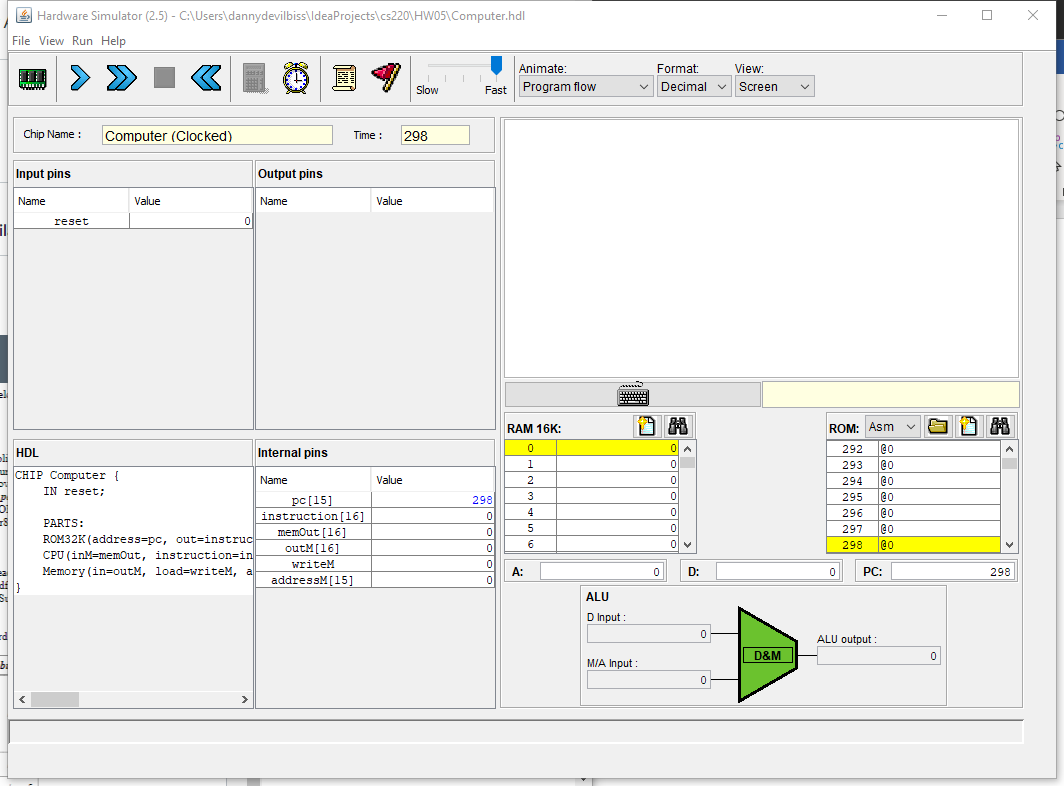 Hardware Simulator (2.5) - C:\Users\dannydevilbiss\IdeaProjects\cs220\HW05\Computer.hdl
File View Run Help
Slow Fast
Animate: Format: View:
Program flow Decimal Screen
Chip Name : Computer (Clocked) Time : 298
Input pins
Name Value
reset 0
Output pins
Name Value
HDL
CHIP Computer {
IN reset;
PARTS:
ROM32K(address=pc, out=instruc
CPU(inM=memOut, instruction=in
Memory(in=outM, load=writeM, a
}
Internal pins
Name Value
pc[15] 298
instruction[16] 0
memOut[16] 0
outM[16] 0
writeM 0
addressM[15] 0
RAM 16K:
0 0
1 0
2 0
3 0
4 0
5 0
6 0
ROM: Asm
292 @0
293 @0
294 @0
295 @0
296 @0
297 @0
298 @0
A: 0 D: 0 PC: 298
ALU
D Input :
0
M/A Input :
0
D&M
ALU output :
0